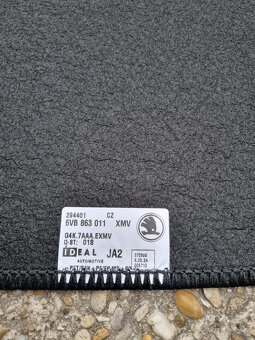 294401 CZ
6V8 863 011 XMV
04K.7AAA.EXMV
Q-BT: 018
IDEAL JA2
AUTOMOTIVE